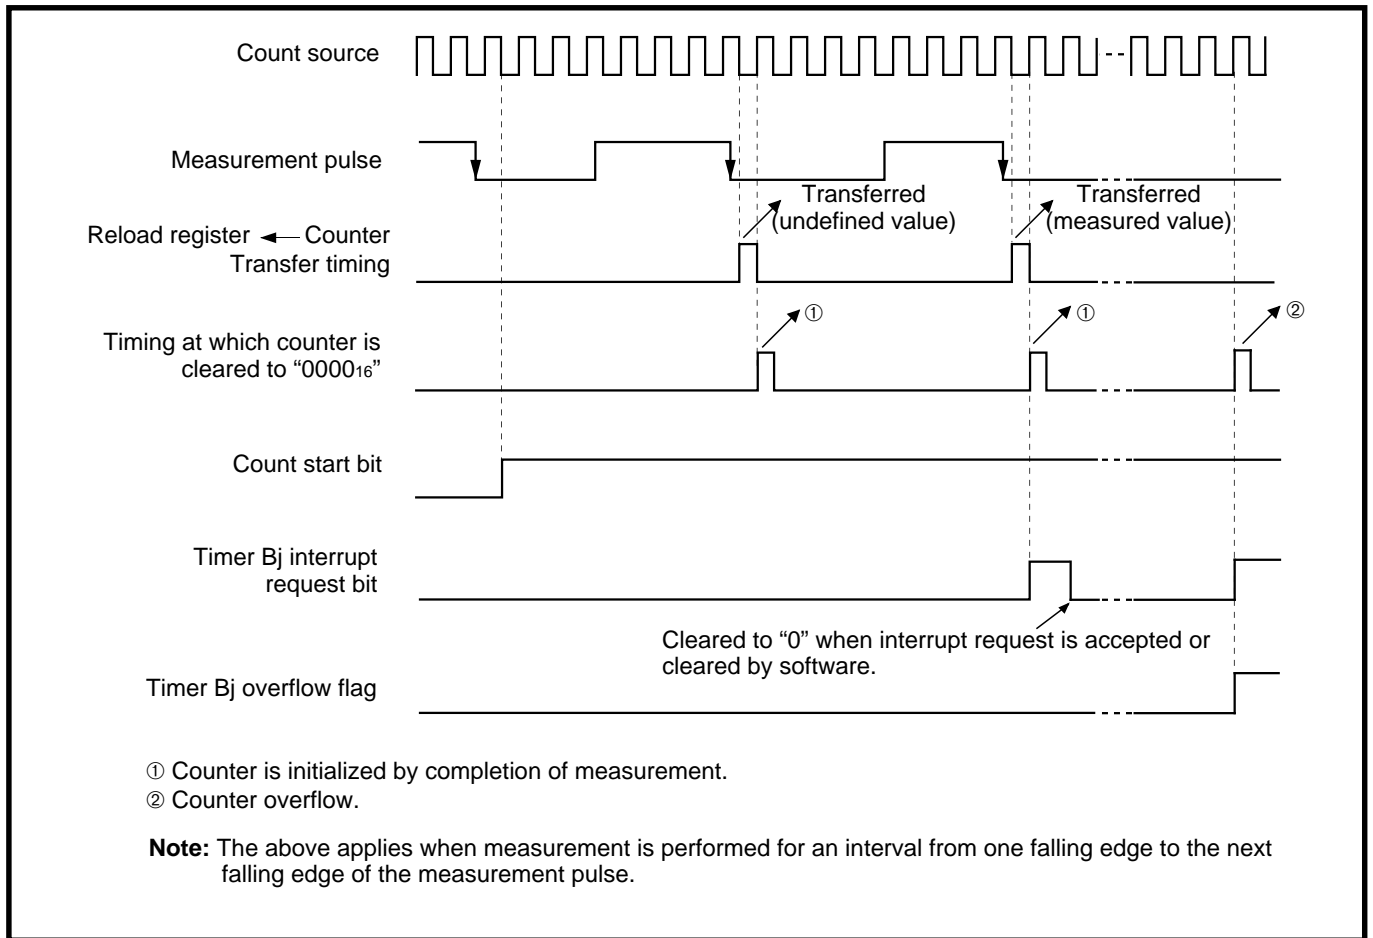 Count source
Measurement pulse
Transferred
(undefined value)
Transferred
(measured value)
Reload register ← Counter
Transfer timing
① ① ②
Timing at which counter is
cleared to “0000₁₆”
Count start bit
Timer Bj interrupt
request bit
Cleared to “0” when interrupt request is accepted or
cleared by software.
Timer Bj overflow flag
① Counter is initialized by completion of measurement.
② Counter overflow.
Note: The above applies when measurement is performed for an interval from one falling edge to the next
falling edge of the measurement pulse.